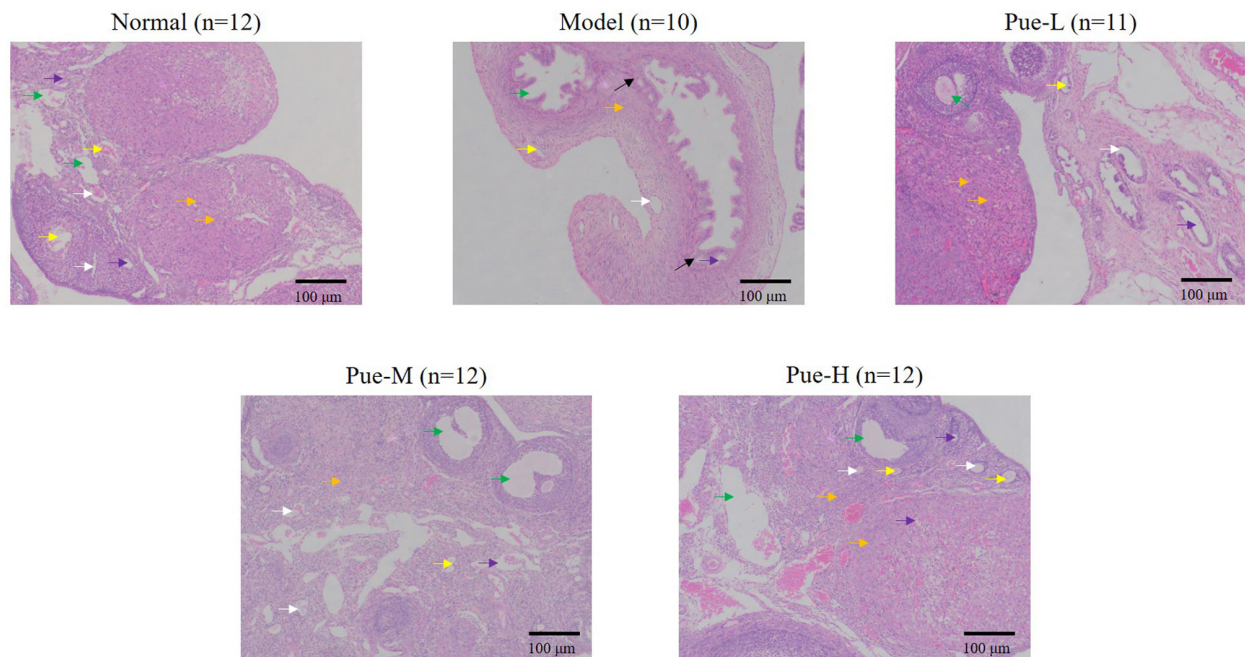 Normal (n=12)
Model (n=10)
Pue-L (n=11)
100 μm
100 μm
100 μm
Pue-M (n=12)
Pue-H (n=12)
100 μm
100 μm